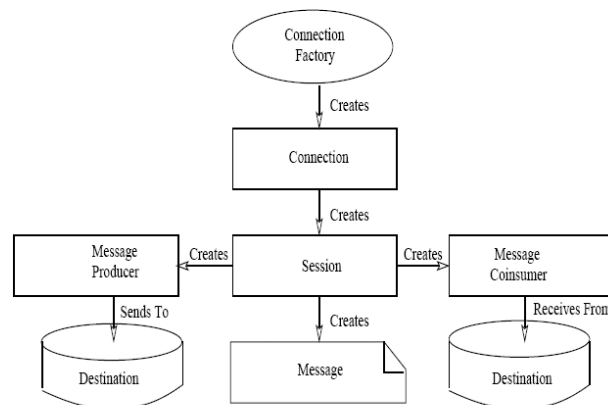 Connection
Factory
Creates
Connection
Creates
Message
Producer
Creates
Session
Creates
Message
Coinsumer
Sends To
Creates
Receives From
Destination
Message
Destination